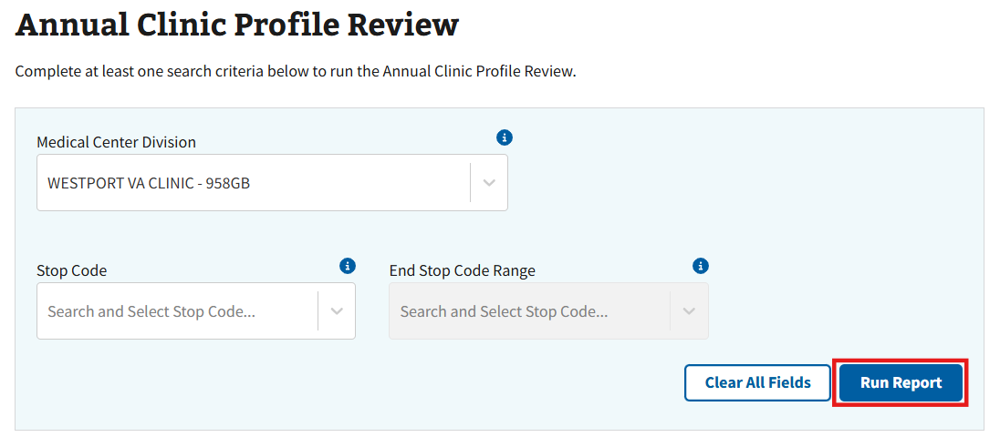 Annual Clinic Profile Review
Complete at least one search criteria below to run the Annual Clinic Profile Review.
Medical Center Division
WESTPORT VA CLINIC - 958GB
Stop Code
End Stop Code Range
Search and Select Stop Code...
Search and Select Stop Code...
Clear All Fields
Run Report